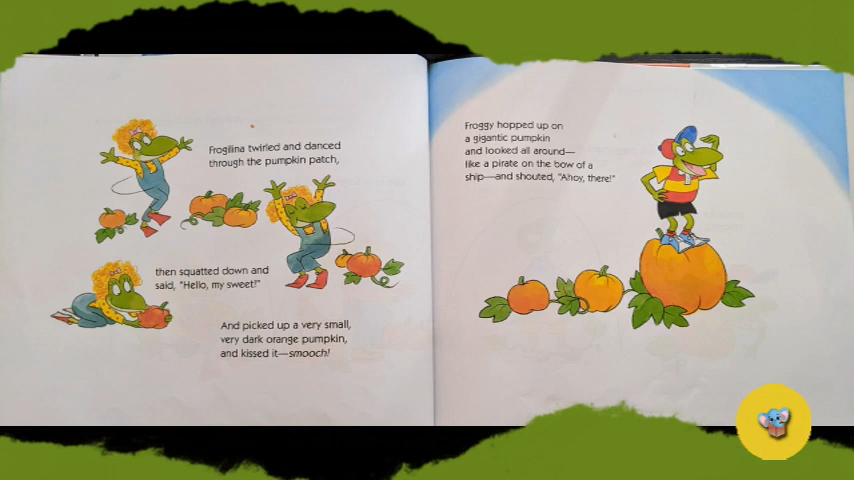 Frogilina twirled and danced
through the pumpkin patch,
then squatted down and
said, "Hello, my sweet!"
And picked up a very small,
very dark orange pumpkin,
and kissed it—smooch!
Froggy hopped up on
a gigantic pumpkin
and looked all around—
like a pirate on the bow of a
ship—and shouted, "Ahoy, there!"